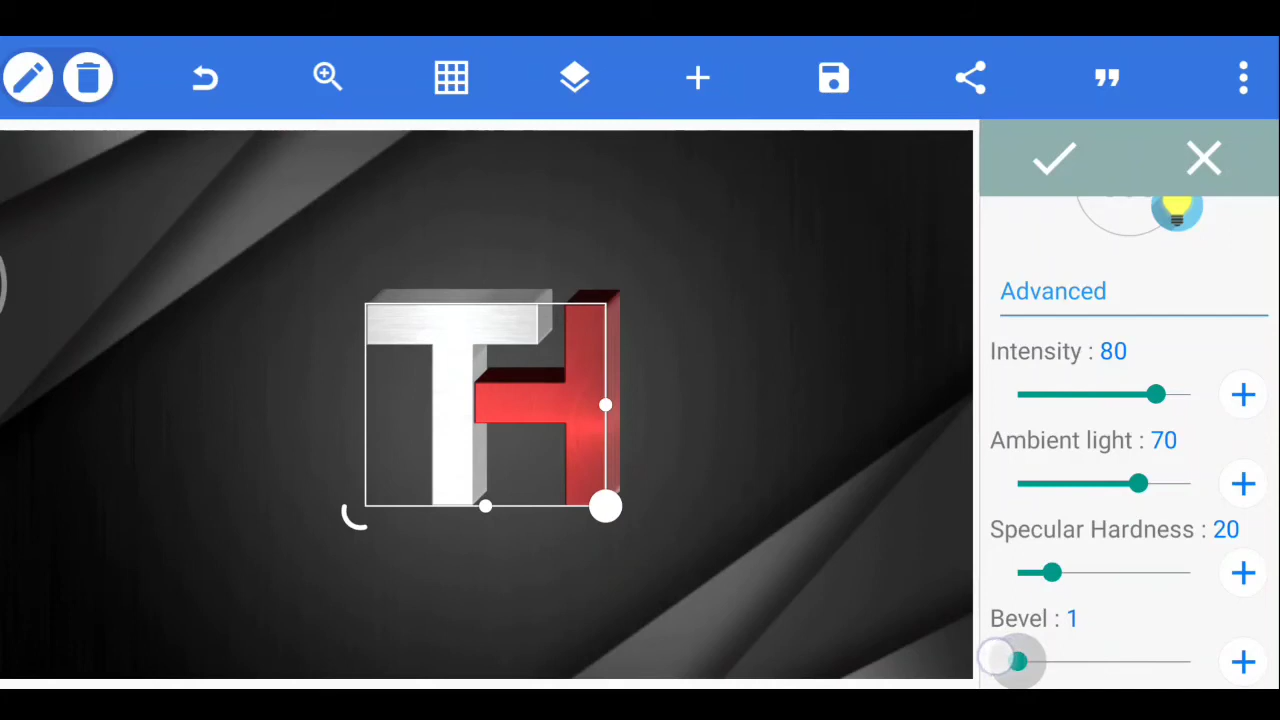 TH
Advanced
Intensity : 80
Ambient light : 70
Specular Hardness : 20
Bevel : 1